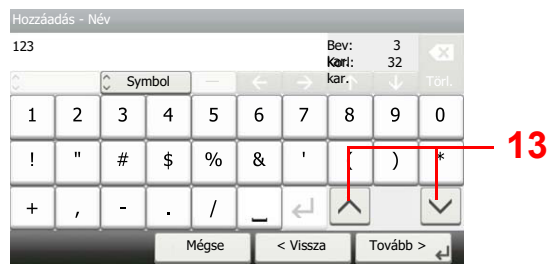 Hozzáadás - Név
123 Bev: 3
kar.
Korl: 32
kar.
Symbol Törl.
1 2 3 4 5 6 7 8 9 0
! " # $ % & ' ( ) *
+ , - . / _
Mégse < Vissza Tovább >
13